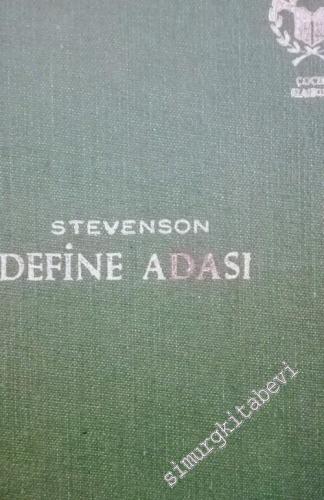 STEVENSON
DEFİNE ADASI
simurgkitabevi